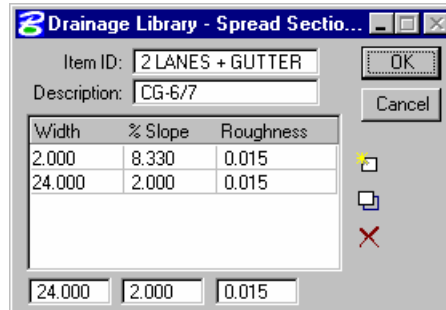 Drainage Library - Spread Sectio...
Item ID: 2 LANES + GUTTER
OK
Description: CG-6/7
Cancel
Width % Slope Roughness
2.000 8.330 0.015
24.000 2.000 0.015
24.000 2.000 0.015